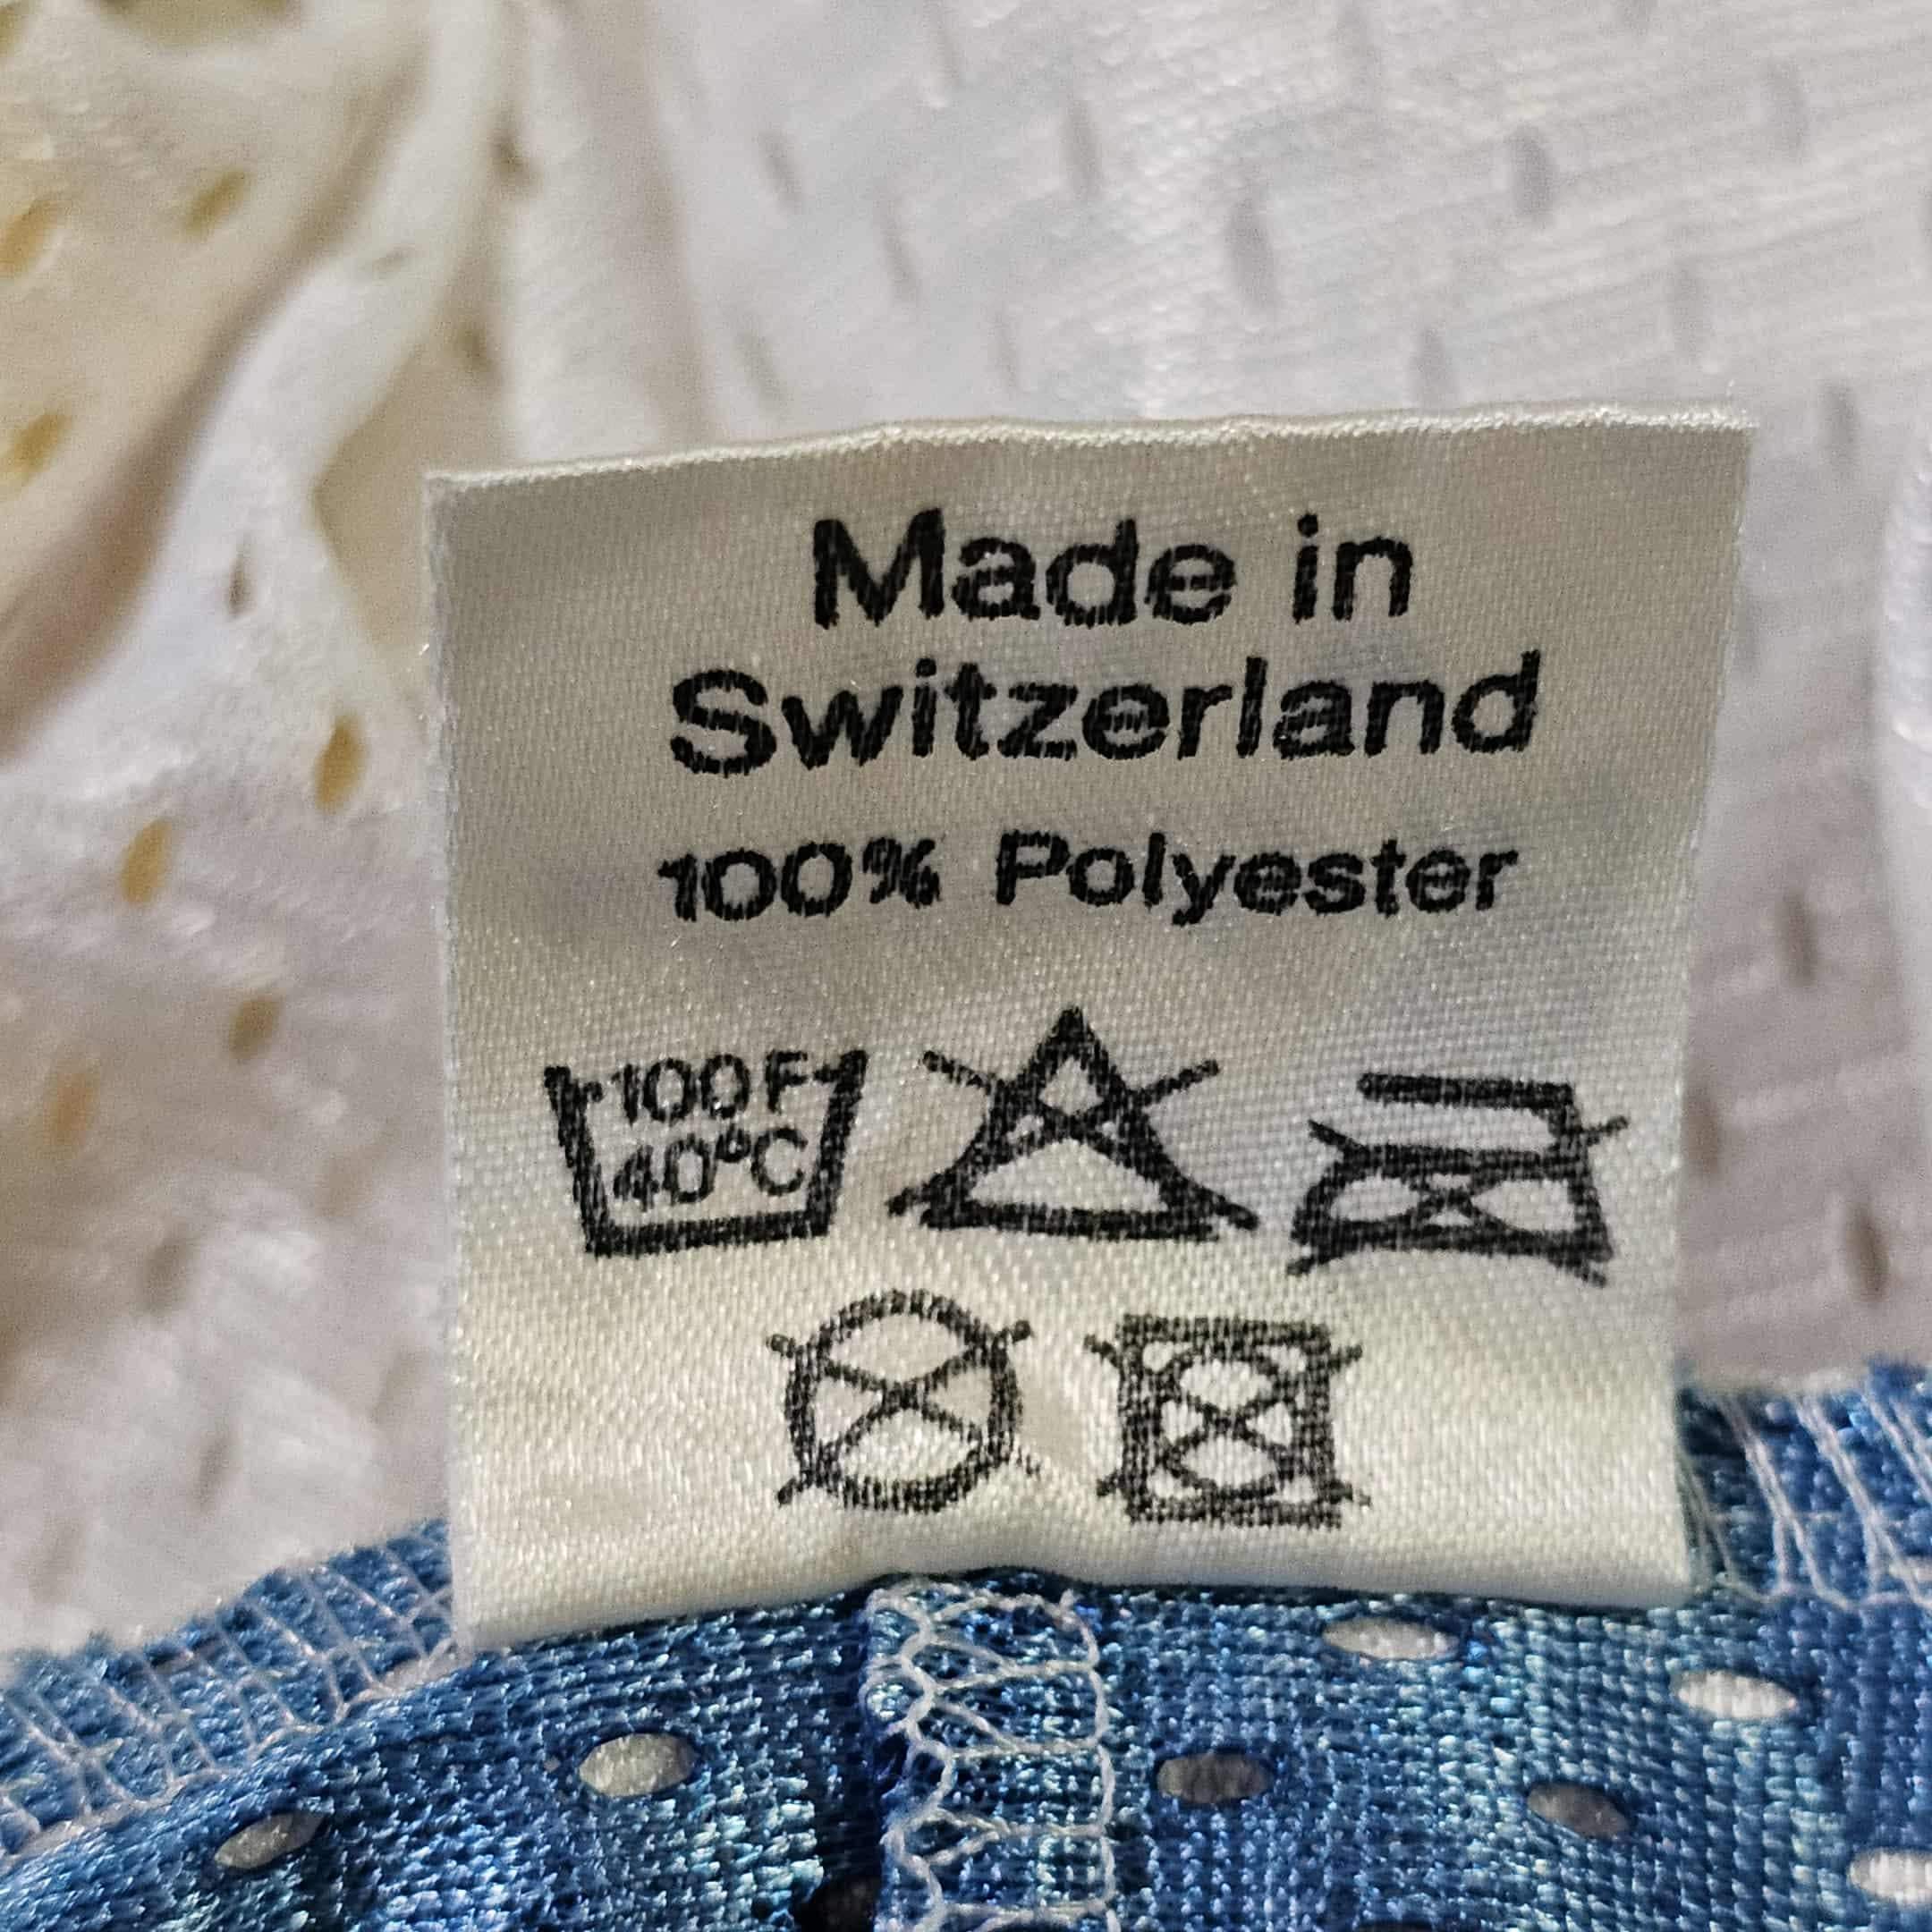 Made in
Switzerland
100% Polyester
100F
40°C